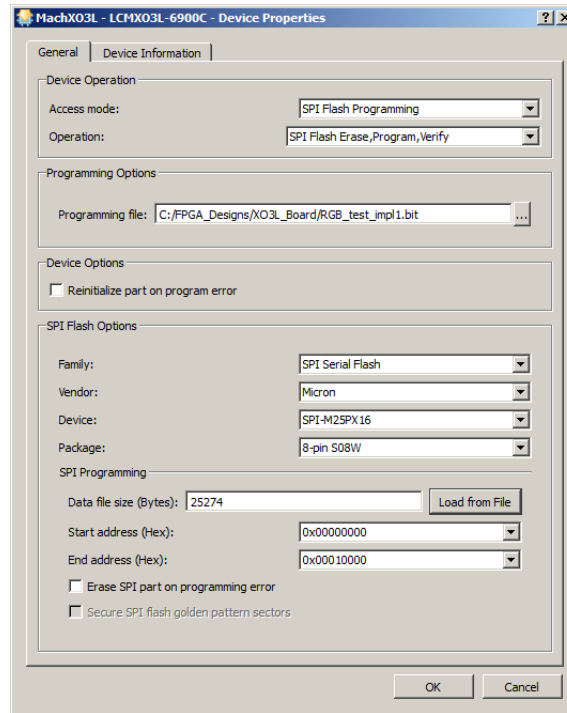 MachXO3L - LCMXO3L-6900C - Device Properties
General
Device Information
Device Operation
Access mode: SPI Flash Programming
Operation: SPI Flash Erase,Program,Verify
Programming Options
Programming file: C:/FPGA_Designs/XO3L_Board/RGB_test_impl1.bit ...
Device Options
Reinitialize part on program error
SPI Flash Options
Family: SPI Serial Flash
Vendor: Micron
Device: SPI-M25PX16
Package: 8-pin SO8W
SPI Programming
Data file size (Bytes): 25274 Load from File
Start address (Hex): 0x00000000
End address (Hex): 0x00010000
Erase SPI part on programming error
Secure SPI flash golden pattern sectors
OK Cancel